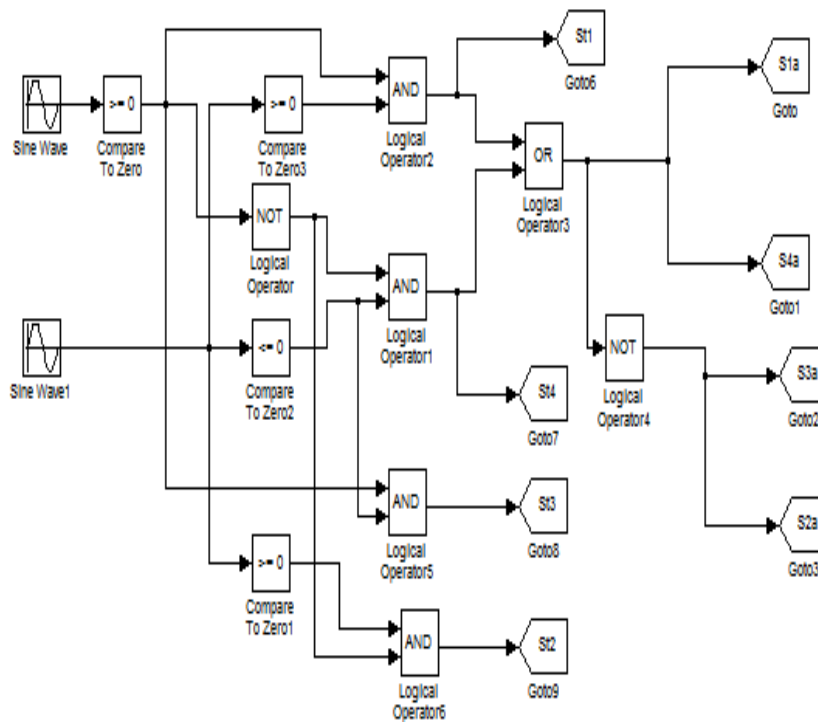 St1
Goto6
S1a
Goto
Sine Wave
>= 0
Compare
To Zero
>= 0
Compare
To Zero3
AND
Logical
Operator2
OR
Logical
Operator3
NOT
Logical
Operator
AND
Logical
Operator1
S4a
Goto1
Sine Wave1
<= 0
Compare
To Zero2
NOT
Logical
Operator4
S3a
Goto2
St4
Goto7
AND
Logical
Operator5
St3
Goto8
S2a
Goto3
>= 0
Compare
To Zero1
AND
Logical
Operator6
St2
Goto9